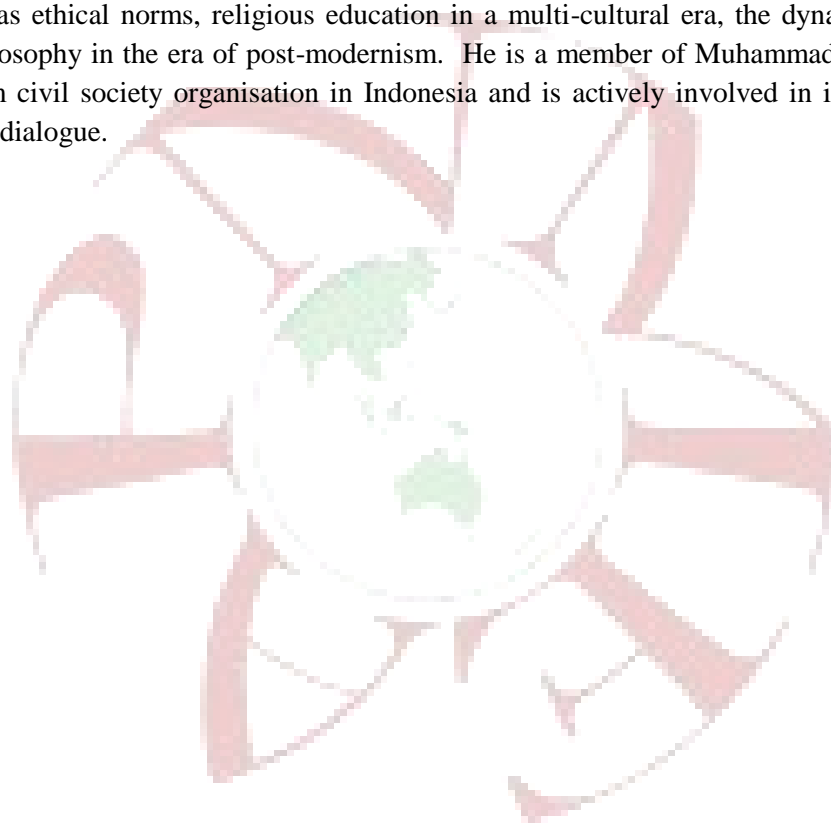 as ethical norms, religious education in a multi-cultural era, the dyna
osophy in the era of post-modernism. He is a member of Muhammad
n civil society organisation in Indonesia and is actively involved in i
dialogue.